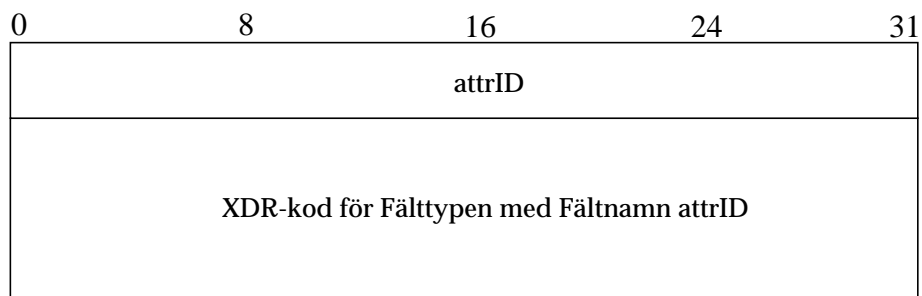 0 8 16 24 31
attrID
XDR-kod för Fälttypen med Fältnamn attrID